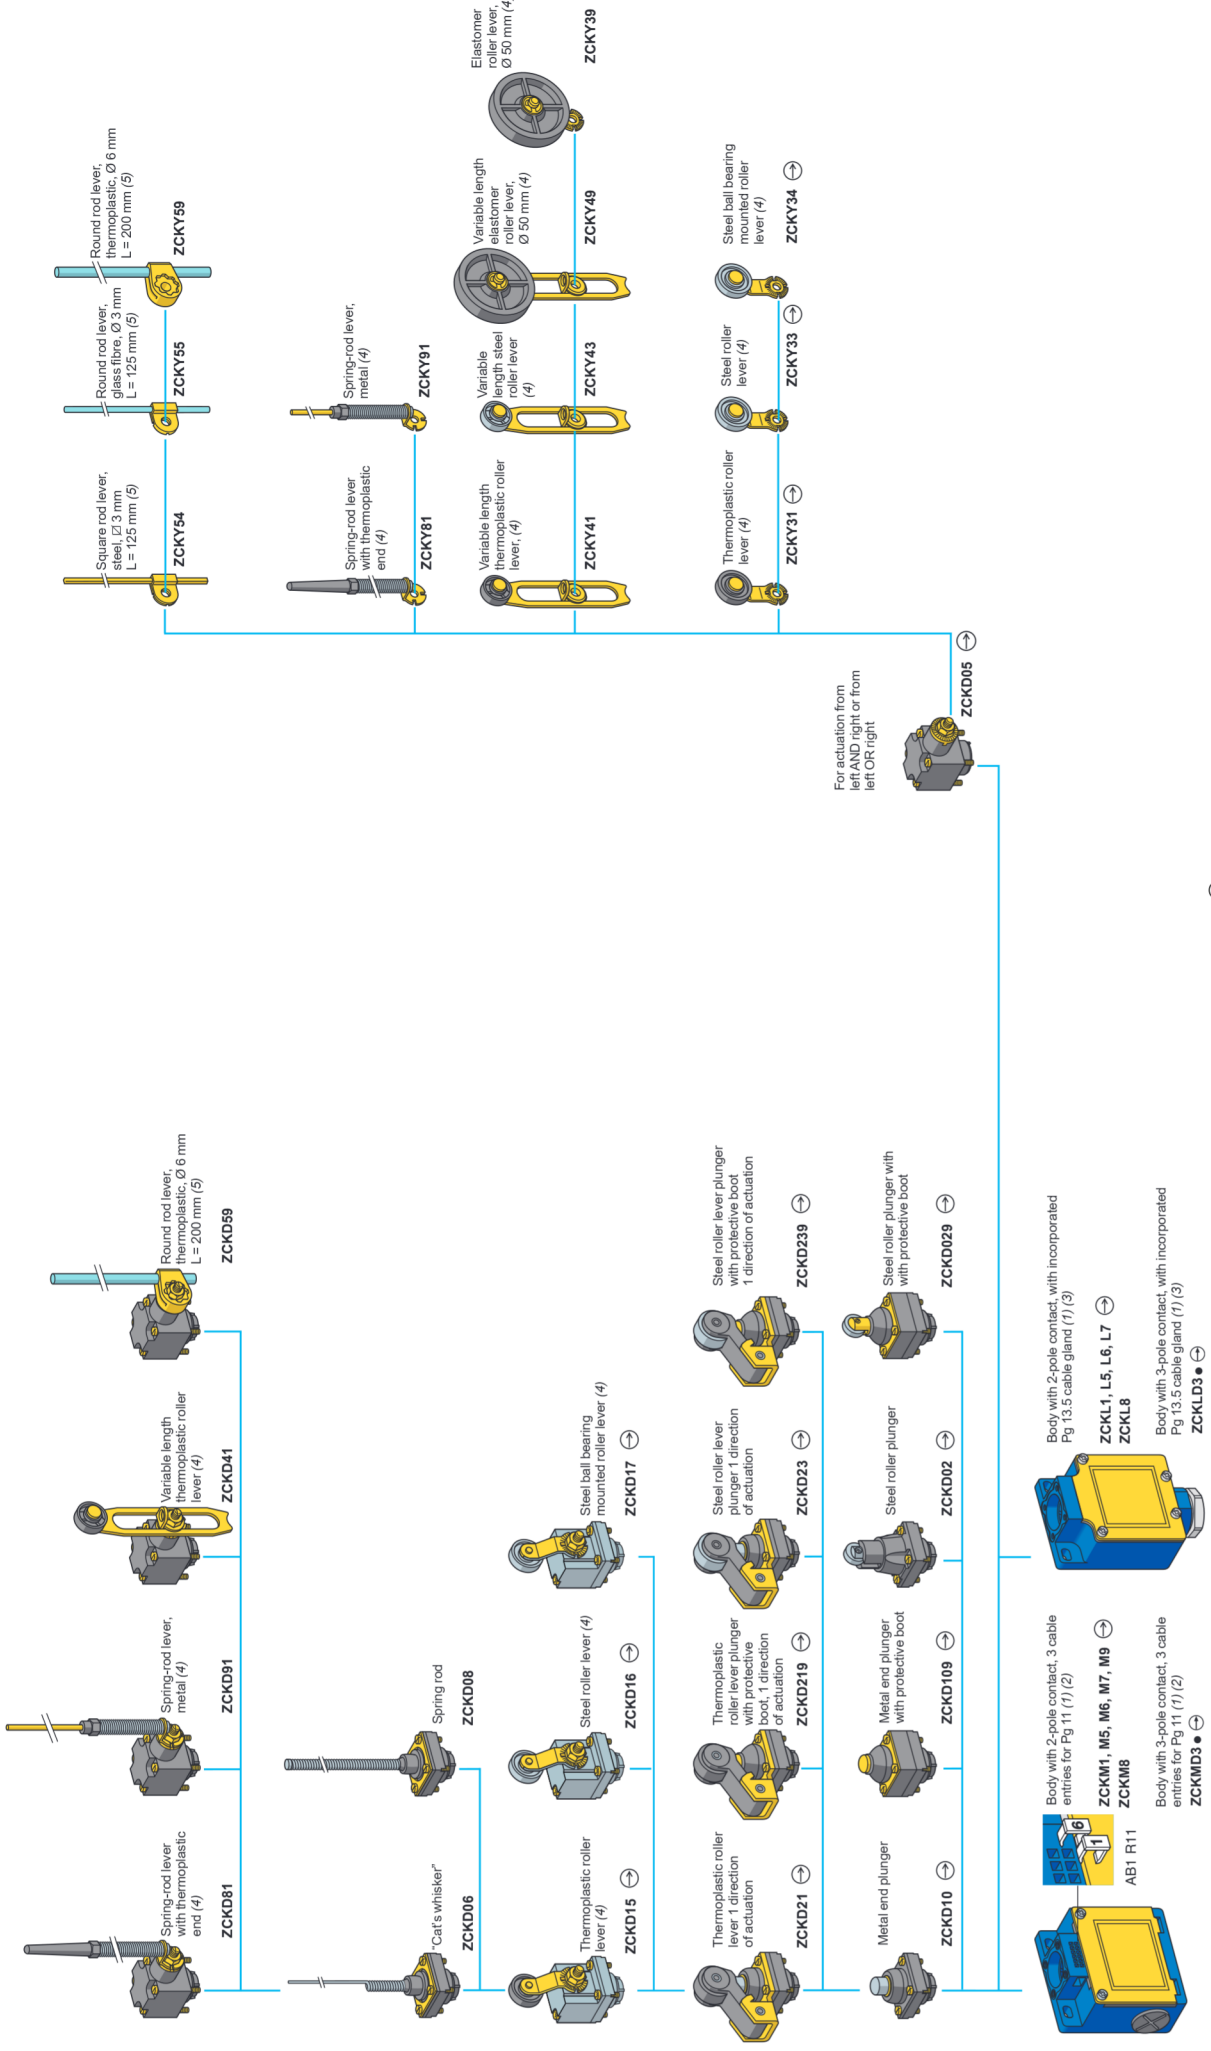 Round rod lever,
thermoplastic, Ø 6 mm
L = 200 mm (5)
ZCKY59
Round rod lever,
glass fibre, Ø 3 mm
L = 125 mm (5)
ZCKY55
Square rod lever,
steel, ☐ 3 mm
L = 125 mm (5)
ZCKY54
Spring-rod lever,
metal (4)
ZCKY91
Spring-rod lever
with thermoplastic
end (4)
ZCKY81
Elastomer
roller lever,
Ø 50 mm (4)
ZCKY39
Variable length
elastomer
roller lever,
Ø 50 mm (4)
ZCKY49
Variable
length steel
roller lever
(4)
ZCKY43
Variable length
thermoplastic roller
lever, (4)
ZCKY41
Steel ball bearing
mounted roller
lever (4)
ZCKY34
Steel roller
lever (4)
ZCKY33
Thermoplastic roller
lever (4)
ZCKY31
For actuation from
left AND right or from
left OR right
ZCKD05
Round rod lever,
thermoplastic, Ø 6 mm
L = 200 mm (5)
ZCKD59
Variable length
thermoplastic roller
lever (4)
ZCKD41
Spring-rod lever,
metal (4)
ZCKD91
Spring-rod lever
with thermoplastic
end (4)
ZCKD81
Spring rod
ZCKD08
"Cat's whisker"
ZCKD06
Steel ball bearing
mounted roller lever (4)
ZCKD17
Steel roller lever (4)
ZCKD16
Thermoplastic roller
lever (4)
ZCKD15
Steel roller lever plunger
with protective boot
1 direction of actuation
ZCKD239
Steel roller lever
plunger 1 direction
of actuation
ZCKD23
Thermoplastic
roller lever plunger
with protective
boot, 1 direction
of actuation
ZCKD219
Thermoplastic roller
lever 1 direction
of actuation
ZCKD21
Steel roller plunger with
with protective boot
ZCKD029
Steel roller plunger
ZCKD02
Metal end plunger
with protective boot
ZCKD109
Metal end plunger
ZCKD10
Body with 2-pole contact, with incorporated
Pg 13.5 cable gland (1) (3)
ZCKL1, L5, L6, L7
ZCKL8
Body with 3-pole contact, with incorporated
Pg 13.5 cable gland (1) (3)
ZCKLD3 ●
Body with 2-pole contact, 3 cable
entries for Pg 11 (1) (2)
ZCKM1, M5, M6, M7, M9
ZCKM8
Body with 3-pole contact, 3 cable
entries for Pg 11 (1) (2)
ZCKMD3 ●
6
1
AB1 R11